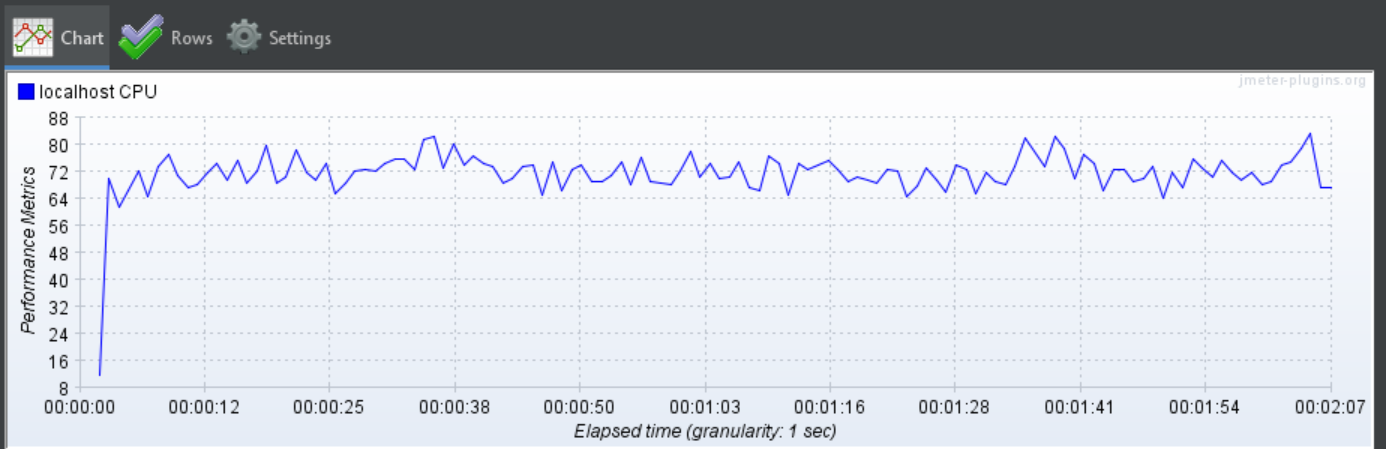 Chart Rows Settings
jmeter-plugins.org
localhost CPU
Performance Metrics
88
80
72
64
56
48
40
32
24
16
8
00:00:00 00:00:12 00:00:25 00:00:38 00:00:50 00:01:03 00:01:16 00:01:28 00:01:41 00:01:54 00:02:07
Elapsed time (granularity: 1 sec)